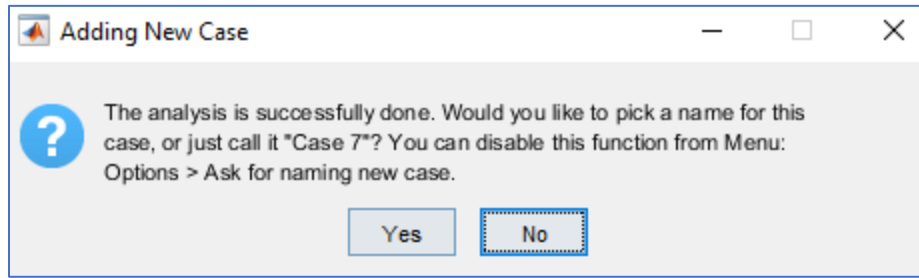 Adding New Case
The analysis is successfully done. Would you like to pick a name for this
case, or just call it "Case 7"? You can disable this function from Menu:
Options > Ask for naming new case.
Yes
No